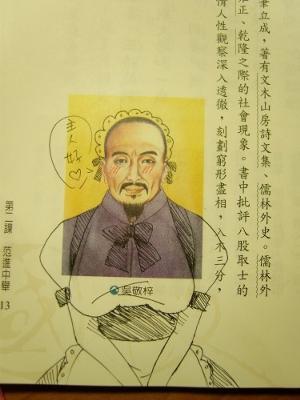 筆立成，著有文木山房詩文集、儒林外史。儒林外
雍正、乾隆之際的社會現象。書中批評八股取士的
情人性觀察深入透徹，刻劃窮形盡相，入木三分，
主人好♡
吳敬梓
第二課 范進中舉
13